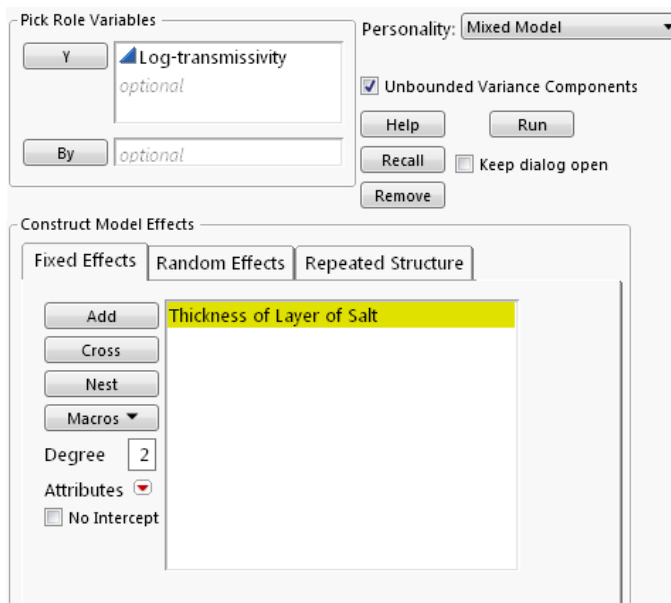 Pick Role Variables
Personality: Mixed Model
Y
Log-transmissivity
optional
Unbounded Variance Components
Help
Run
By
optional
Recall
Keep dialog open
Remove
Construct Model Effects
Fixed Effects
Random Effects
Repeated Structure
Add
Thickness of Layer of Salt
Cross
Nest
Macros
Degree 2
Attributes
No Intercept